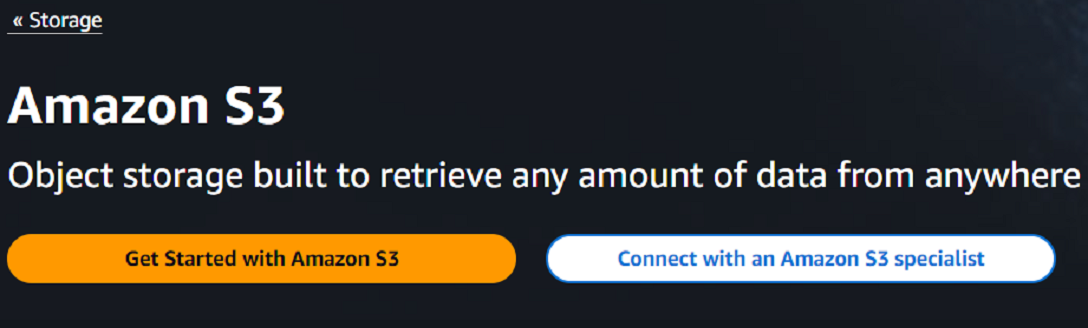 « Storage
Amazon S3
Object storage built to retrieve any amount of data from anywhere
Get Started with Amazon S3
Connect with an Amazon S3 specialist